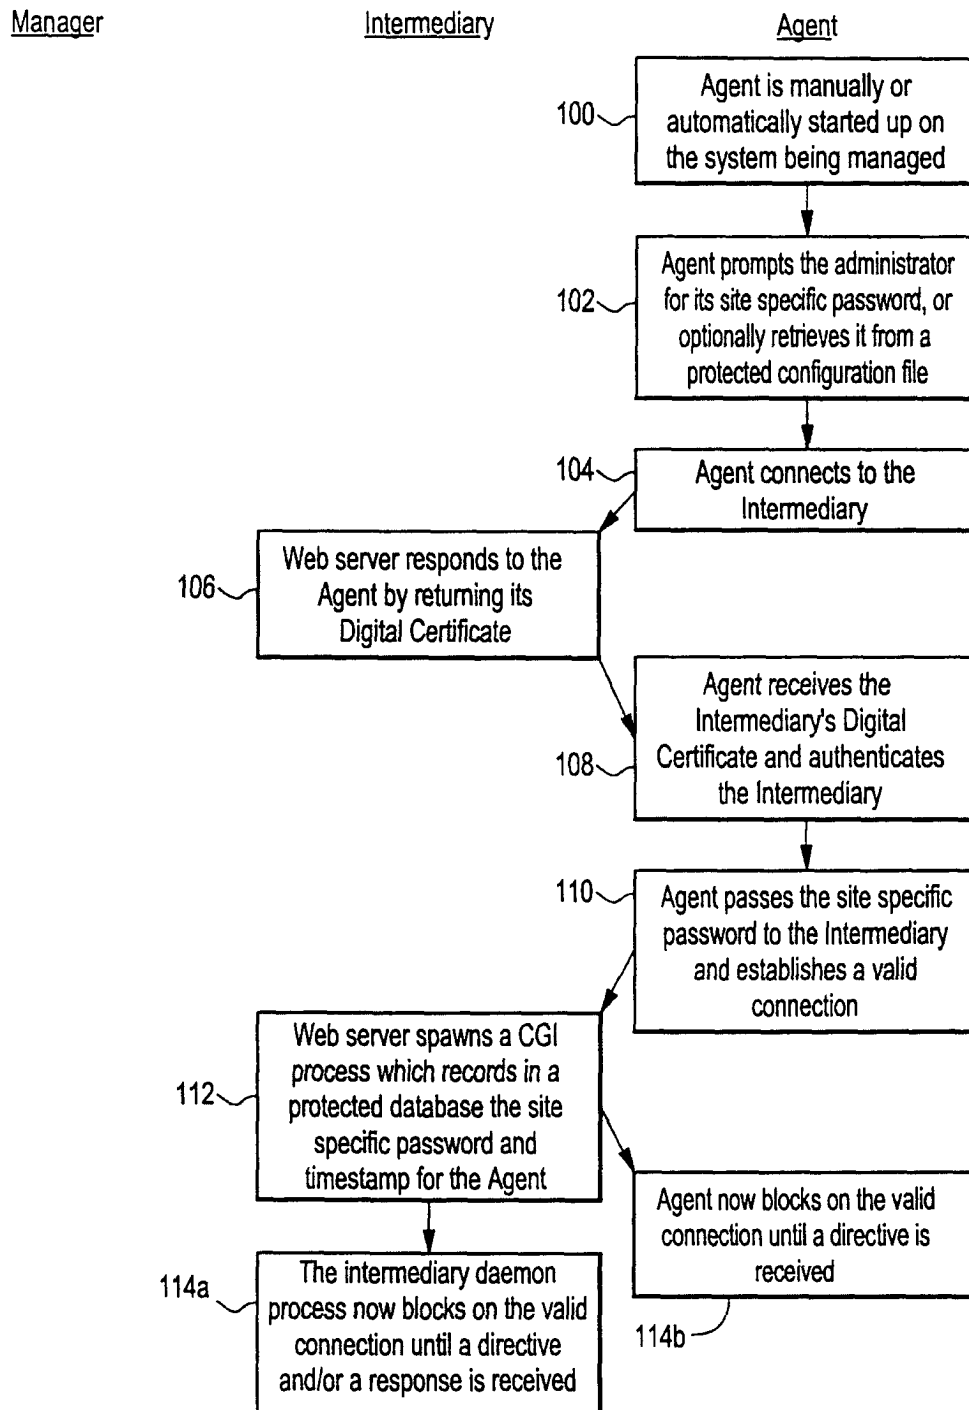 Manager
Intermediary
Agent
100
Agent is manually or
automatically started up on
the system being managed
102
Agent prompts the administrator
for its site specific password, or
optionally retrieves it from a
protected configuration file
104
Agent connects to the
Intermediary
106
Web server responds to the
Agent by returning its
Digital Certificate
108
Agent receives the
Intermediary's Digital
Certificate and authenticates
the Intermediary
110
Agent passes the site specific
password to the Intermediary
and establishes a valid
connection
112
Web server spawns a CGI
process which records in a
protected database the site
specific password and
timestamp for the Agent
114a
The intermediary daemon
process now blocks on the valid
connection until a directive
and/or a response is received
Agent now blocks on the valid
connection until a directive is
received
114b